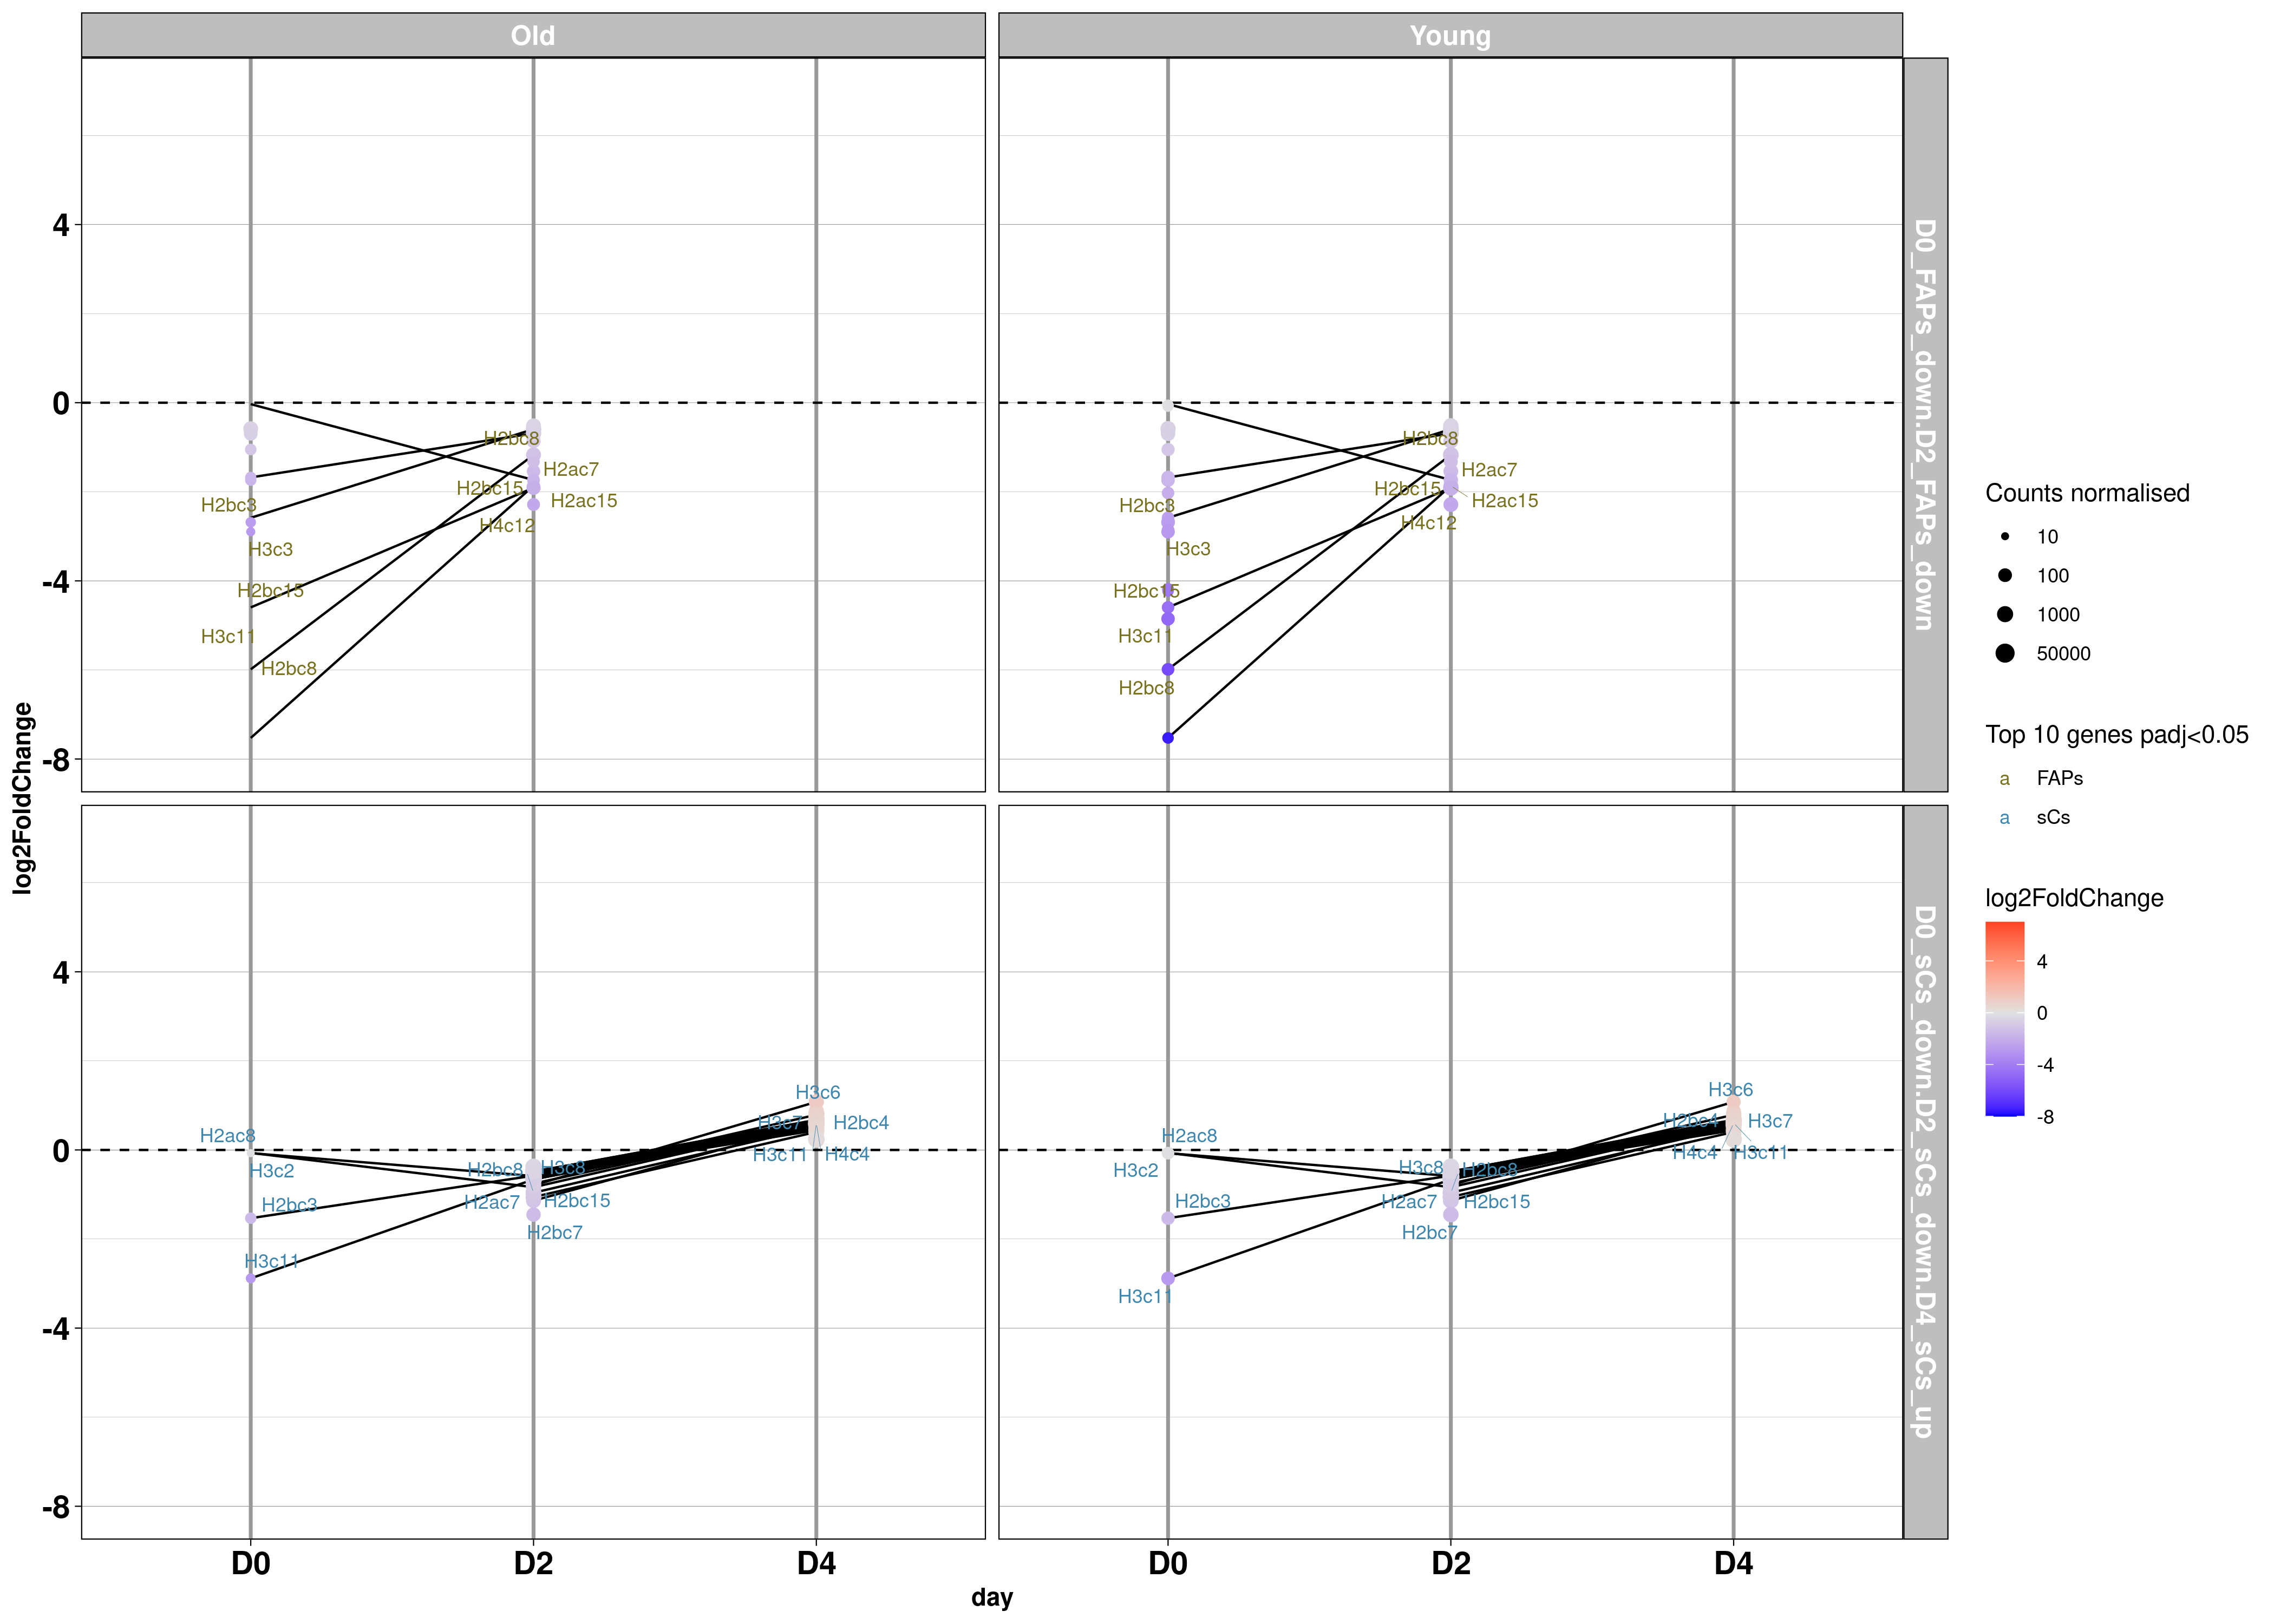 Old
Young
4
0
-4
-8
H2bc3
H3c3
H2bc15
H3c11
H2bc8
H2bc8
H2ac7
H2bc15
H2ac15
H4c12
H2bc3
H3c3
H2bc15
H3c11
H2bc8
H2bc8
H2ac7
H2bc15
H2ac15
H4c12
D0_FAPs_down.D2_FAPs_down
log2FoldChange
4
0
-4
-8
H2ac8
H3c2
H2bc3
H3c11
H2bc8
H3c8
H2ac7
H2bc15
H2bc7
H3c6
H3c7
H2bc4
H3c11
H4c4
H2ac8
H3c2
H2bc3
H3c11
H3c8
H2bc8
H2ac7
H2bc15
H2bc7
H3c6
H2bc4
H3c7
H4c4
H3c11
D0_sCs_down.D2_sCs_down.D4_sCs_up
D0
D2
D4
D0
D2
D4
day
Counts normalised
10
100
1000
50000
Top 10 genes padj<0.05
a FAPs
a sCs
log2FoldChange
4
0
-4
-8